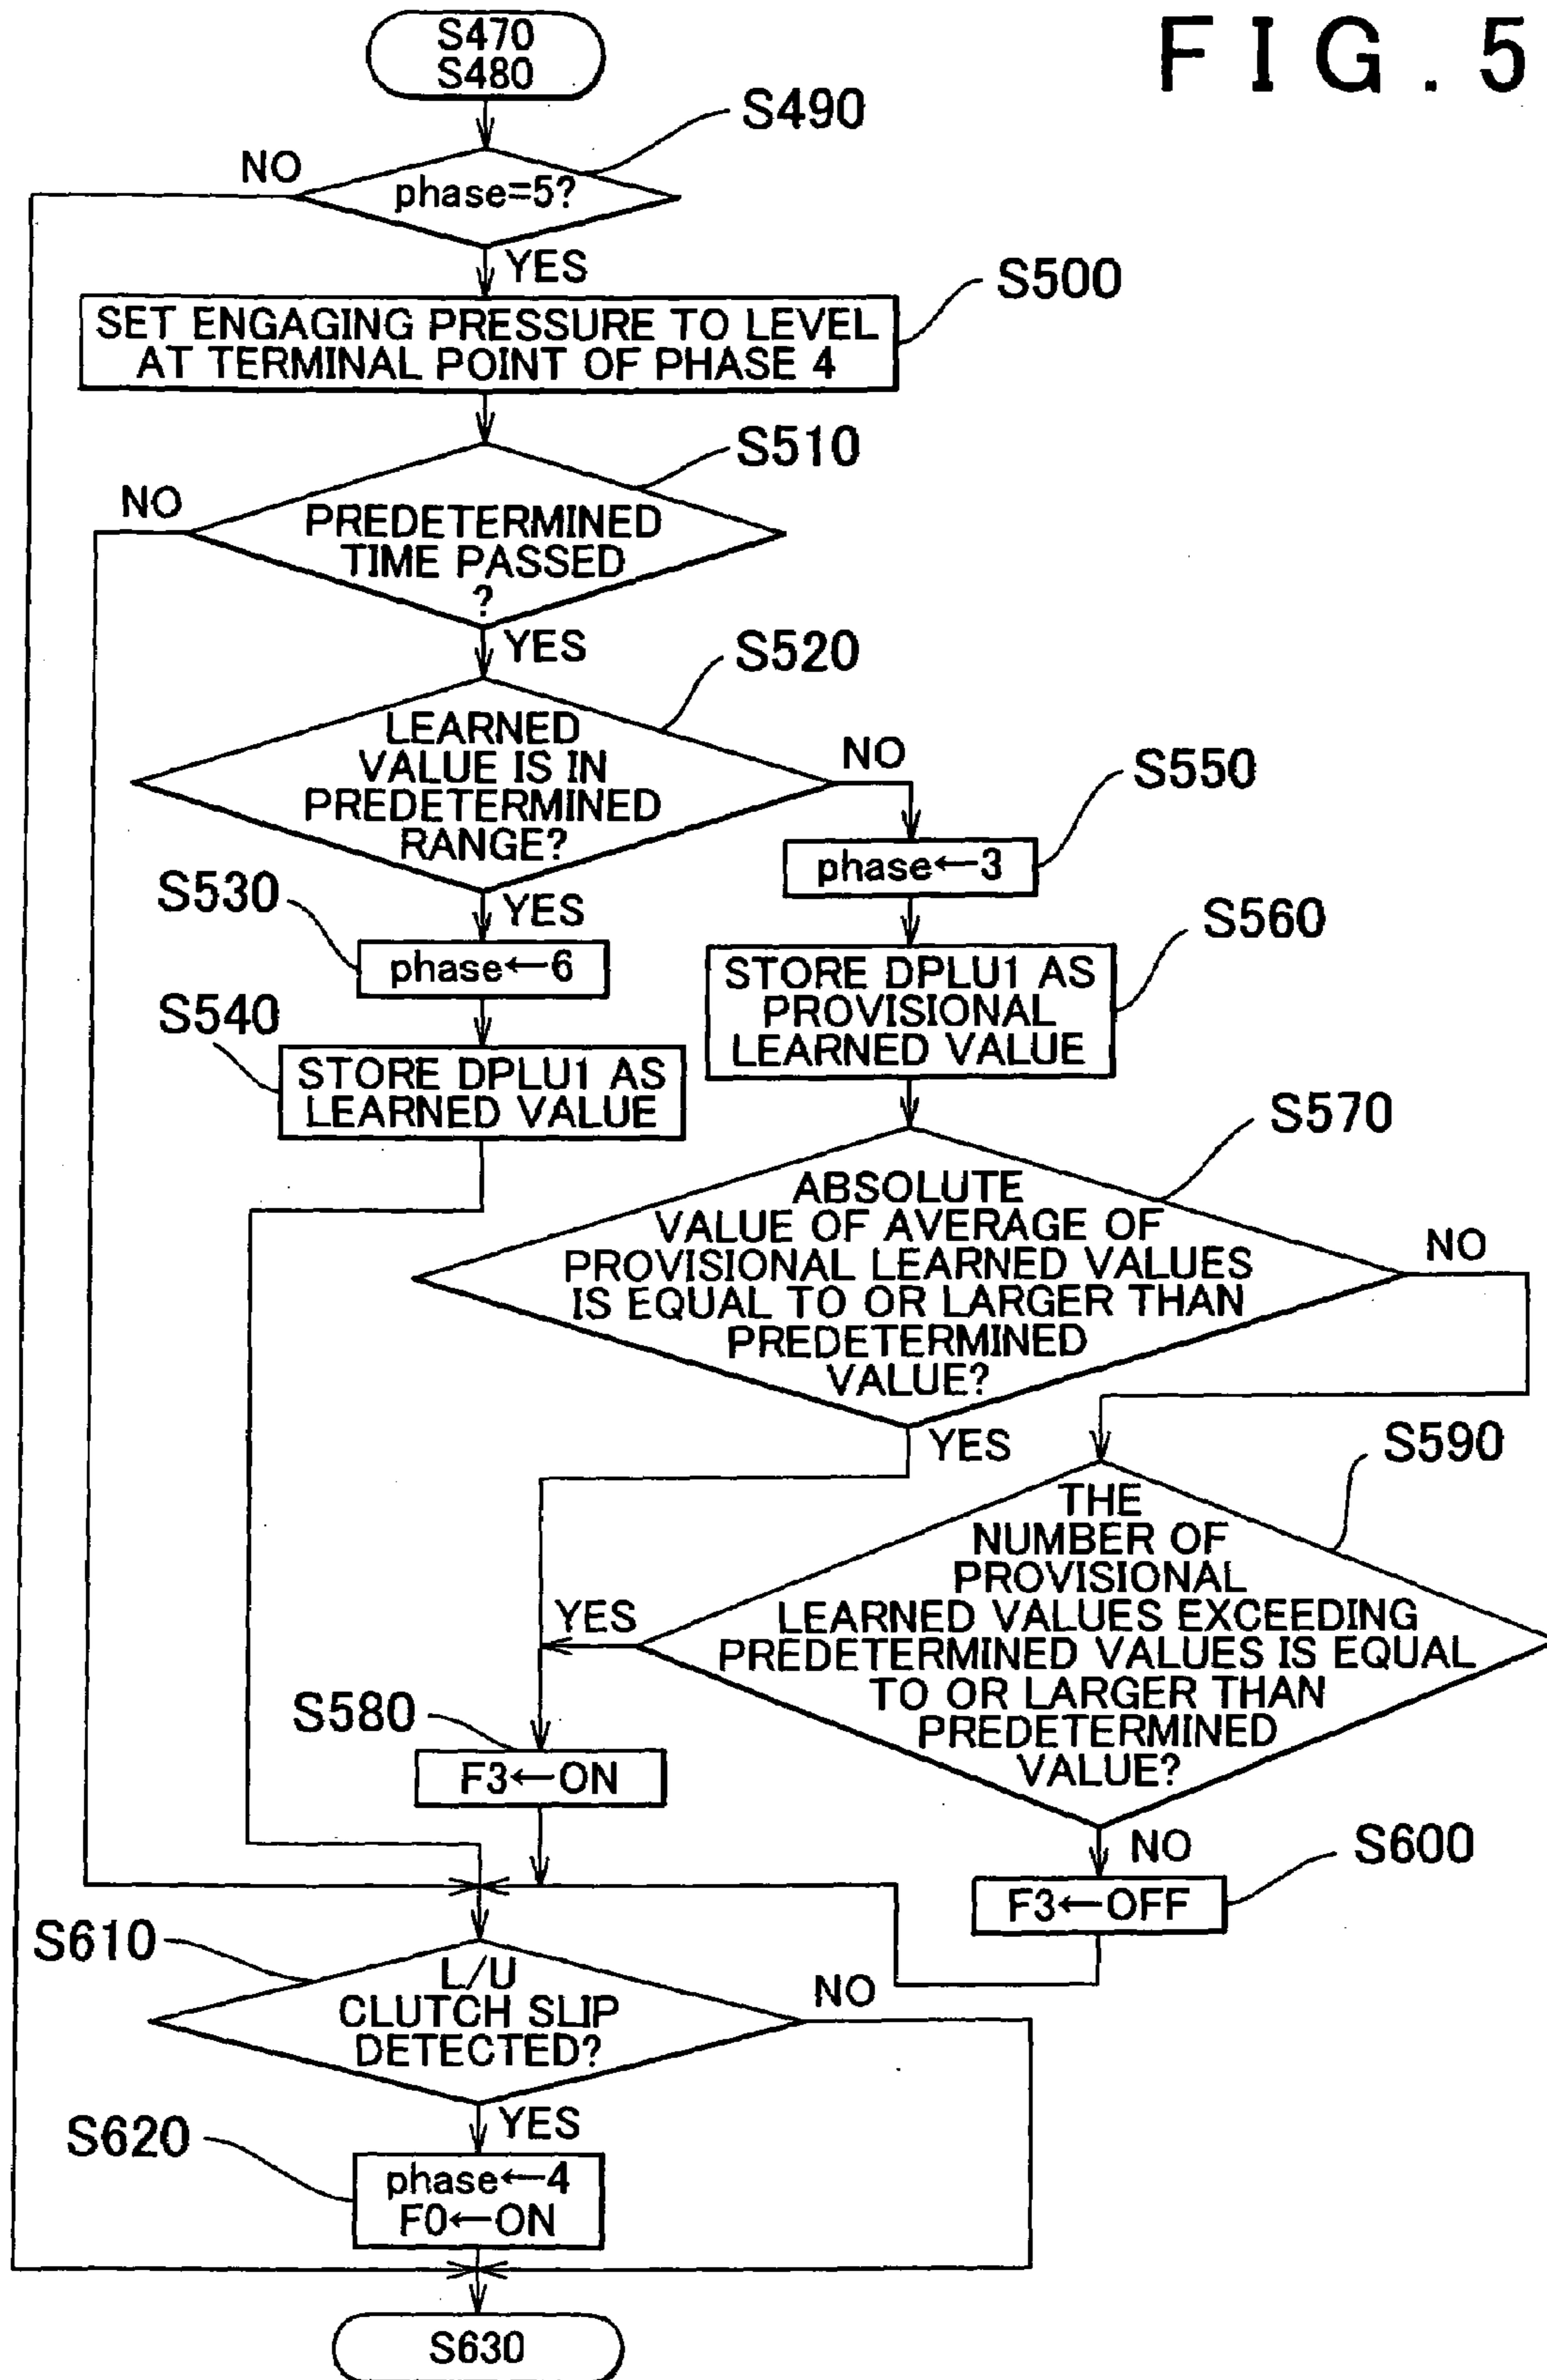 FIG. 5
S470
S480
S490
NO
phase=5?
YES
S500
SET ENGAGING PRESSURE TO LEVEL
AT TERMINAL POINT OF PHASE 4
S510
NO
PREDETERMINED
TIME PASSED
?
YES
S520
LEARNED
VALUE IS IN
PREDETERMINED
RANGE?
NO
S550
phase←3
S530
YES
phase←6
S560
STORE DPLU1 AS
PROVISIONAL
LEARNED VALUE
S540
STORE DPLU1 AS
LEARNED VALUE
S570
ABSOLUTE
VALUE OF AVERAGE OF
PROVISIONAL LEARNED VALUES
IS EQUAL TO OR LARGER THAN
PREDETERMINED
VALUE?
NO
YES
S590
THE
NUMBER OF
PROVISIONAL
LEARNED VALUES EXCEEDING
PREDETERMINED VALUES IS EQUAL
TO OR LARGER THAN
PREDETERMINED
VALUE?
YES
S580
F3←ON
NO
S600
F3←OFF
S610
L/U
CLUTCH SLIP
DETECTED?
NO
YES
S620
phase←4
F0←ON
S630